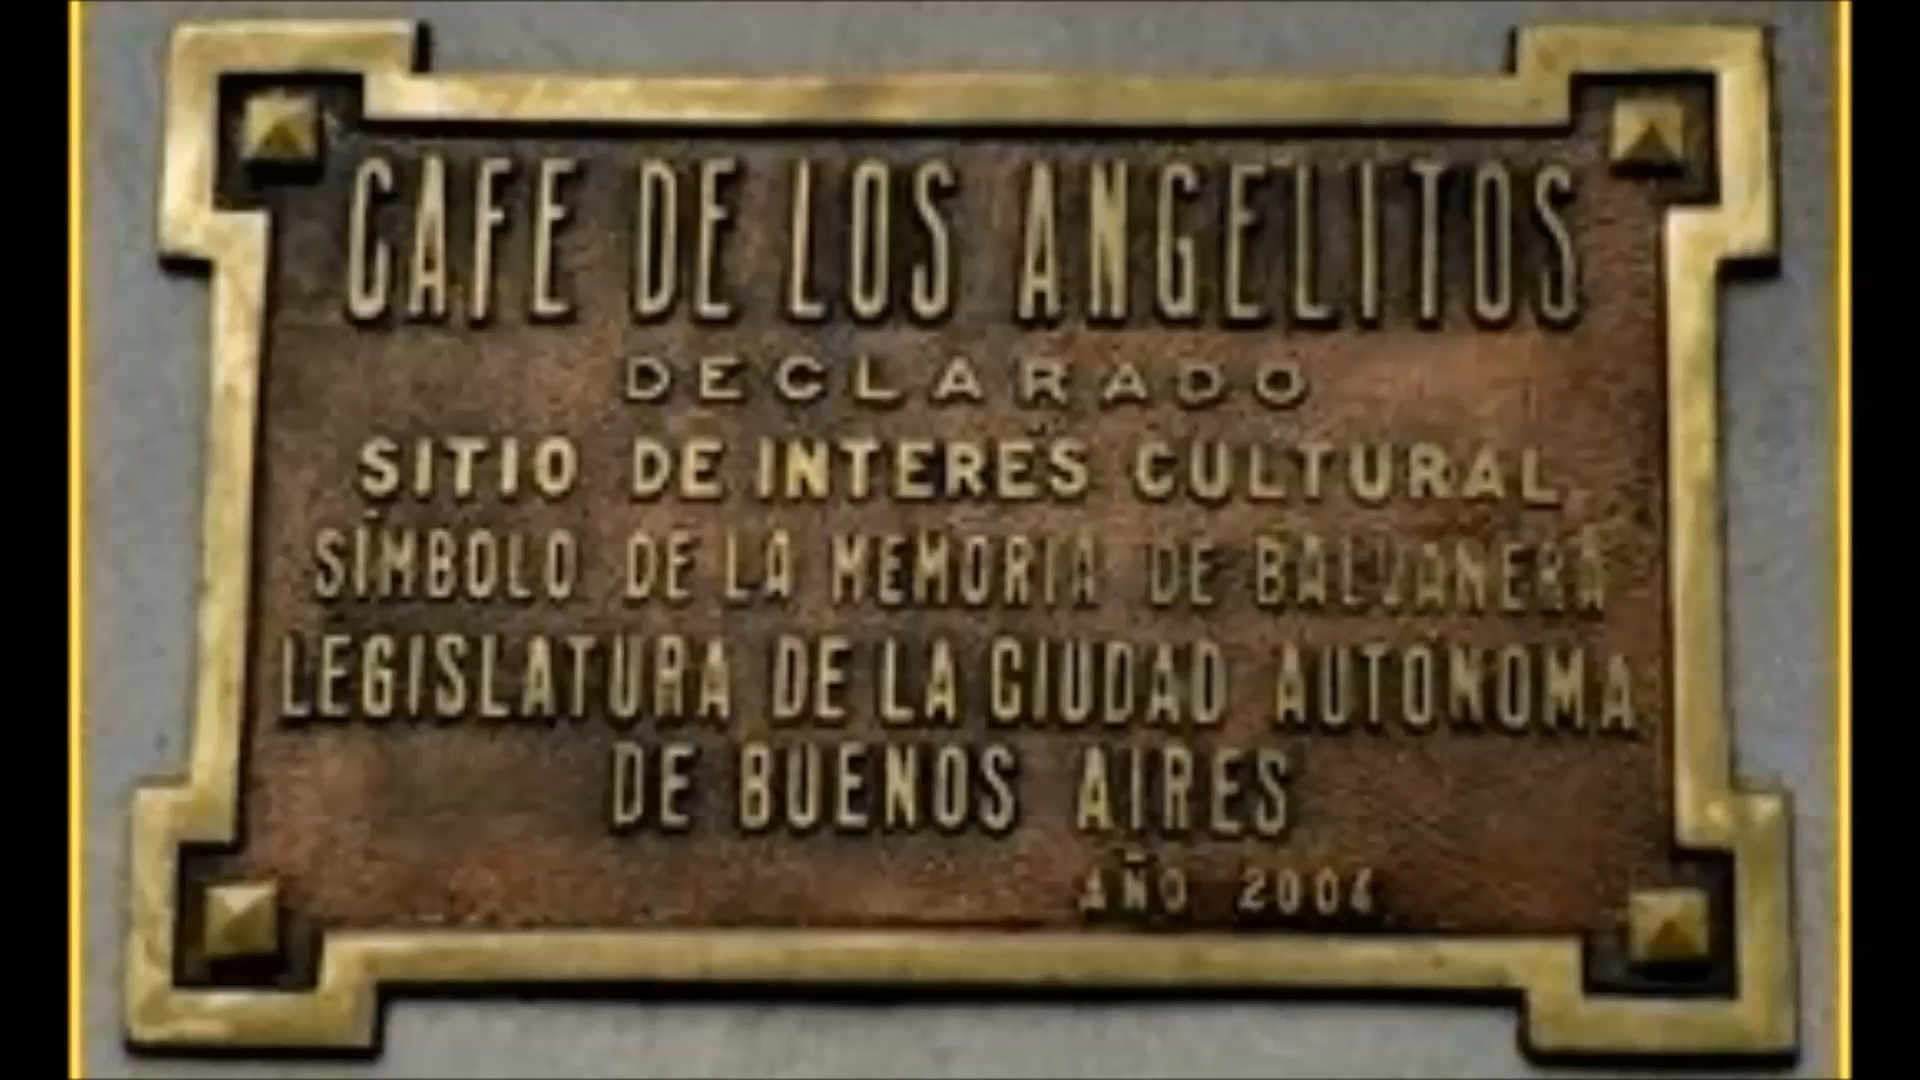 CAFE DE LOS ANGELITOS
DECLARADO
SITIO DE INTERES CULTURAL
SÍMBOLO DE LA MEMORIA DE BALVANERA
LEGISLATURA DE LA CIUDAD AUTONOMA
DE BUENOS AIRES
AÑO 2004